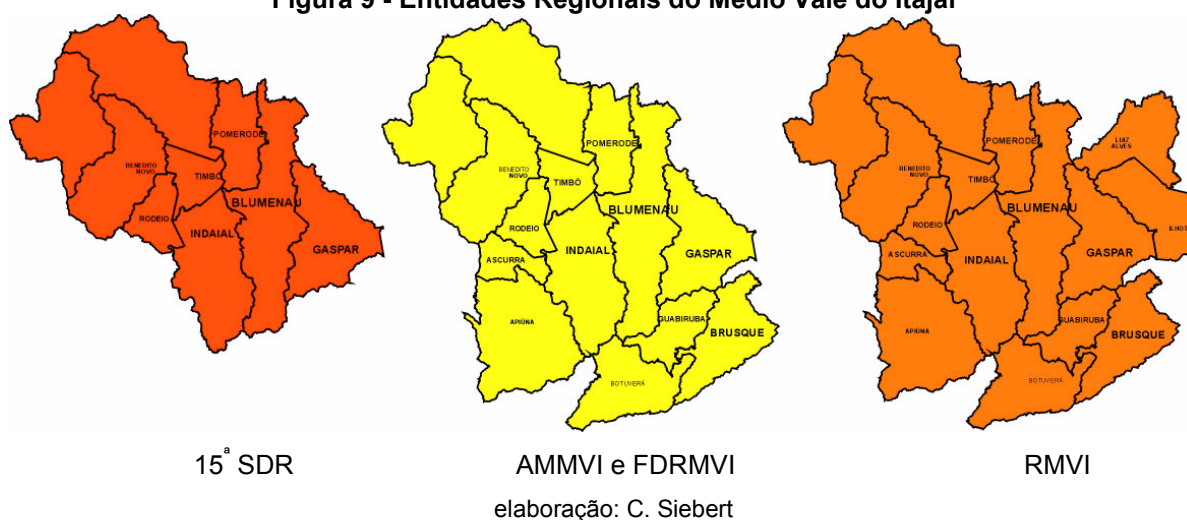 Figura 9 - Entidades Regionais do Médio Vale do Itajaí
POMERODE
BENEDITO
NOVO
TIMBÓ
RODEIO
BLUMENAU
INDAIAL
GASPAR
POMERODE
BENEDITO
NOVO
TIMBÓ
RODEIO
BLUMENAU
ASCURRA
INDAIAL
GASPAR
APIÚNA
GUABIRUBA
BRUSQUE
BOTUVERÁ
LUIZ
ALVES
POMERODE
BENEDITO
NOVO
TIMBÓ
RODEIO
BLUMENAU
ILHOTA
ASCURRA
INDAIAL
GASPAR
APIÚNA
GUABIRUBA
BRUSQUE
BOTUVERÁ
15ª SDR
AMMVI e FDRMVI
RMVI
elaboração: C. Siebert